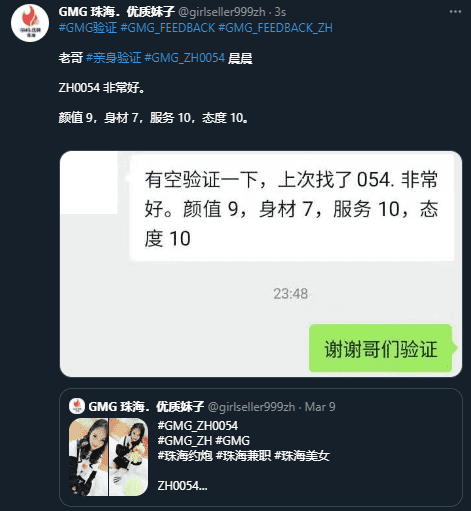 GMG 珠海.优质妹子 @girlseller999zh · 3s
#GMG验证 #GMG_FEEDBACK #GMG_FEEDBACK_ZH
老哥 #亲身验证 #GMG_ZH0054 晨晨
ZH0054 非常好。
颜值 9，身材 7，服务 10，态度 10。
有空验证一下，上次找了 054. 非常
好。颜值 9，身材 7，服务 10，态
度 10
23:48
谢谢哥们验证
GMG 珠海.优质妹子 @girlseller999zh · Mar 9
#GMG_ZH0054
#GMG_ZH #GMG
#珠海约炮 #珠海兼职 #珠海美女
ZH0054...